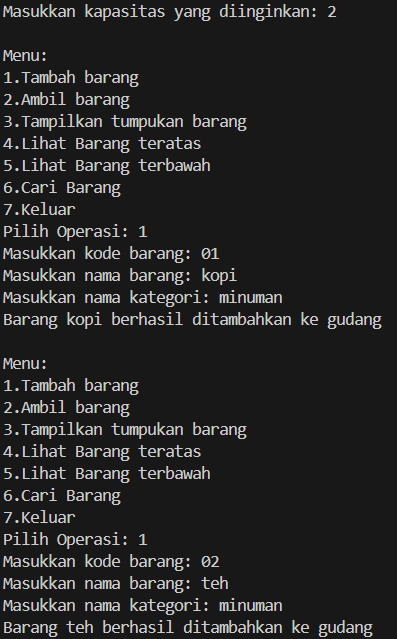 Masukkan kapasitas yang diinginkan: 2

Menu:
1.Tambah barang
2.Ambil barang
3.Tampilkan tumpukan barang
4.Lihat Barang teratas
5.Lihat Barang terbawah
6.Cari Barang
7.Keluar
Pilih Operasi: 1
Masukkan kode barang: 01
Masukkan nama barang: kopi
Masukkan nama kategori: minuman
Barang kopi berhasil ditambahkan ke gudang

Menu:
1.Tambah barang
2.Ambil barang
3.Tampilkan tumpukan barang
4.Lihat Barang teratas
5.Lihat Barang terbawah
6.Cari Barang
7.Keluar
Pilih Operasi: 1
Masukkan kode barang: 02
Masukkan nama barang: teh
Masukkan nama kategori: minuman
Barang teh berhasil ditambahkan ke gudang